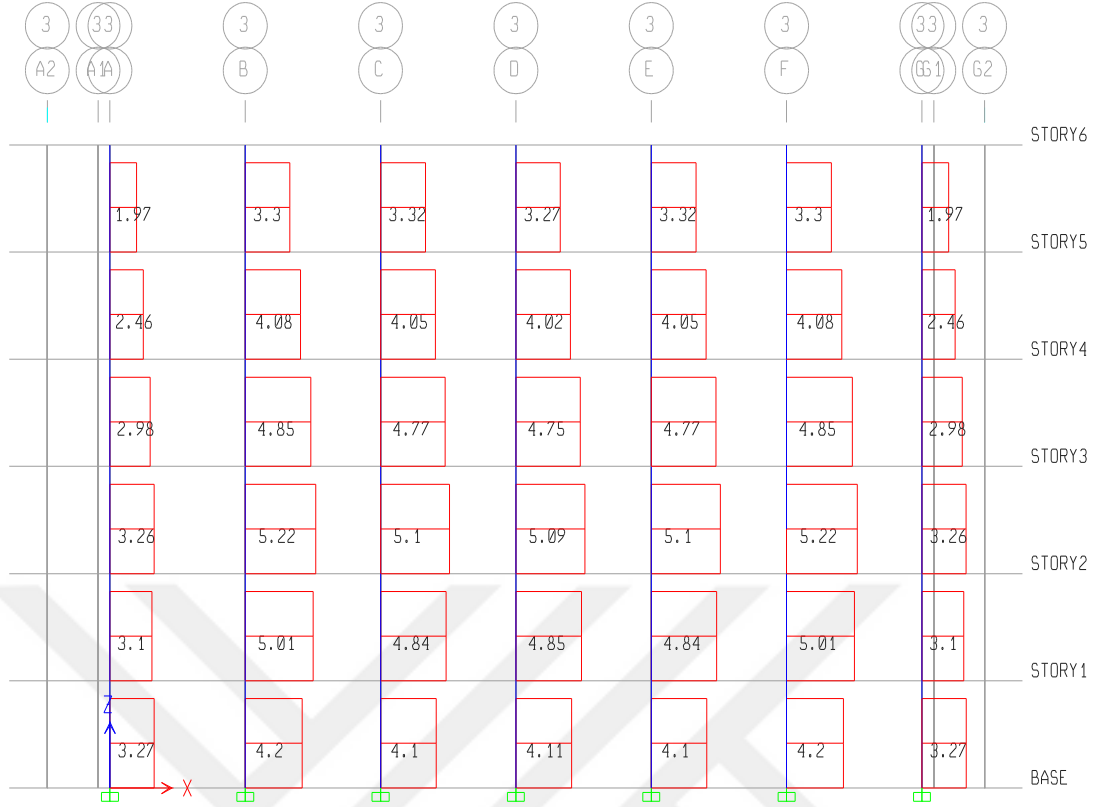 3 3 3 3 3 3 3 3 3 3 3
A2 A1 A B C D E F G G1 G2
STORY6
1.97 3.3 3.32 3.27 3.32 3.3 1.97
STORY5
2.46 4.08 4.05 4.02 4.05 4.08 2.46
STORY4
2.98 4.85 4.77 4.75 4.77 4.85 2.98
STORY3
3.26 5.22 5.1 5.09 5.1 5.22 3.26
STORY2
3.1 5.01 4.84 4.85 4.84 5.01 3.1
STORY1
Z
3.27 4.2 4.1 4.11 4.1 4.2 3.27
BASE
X